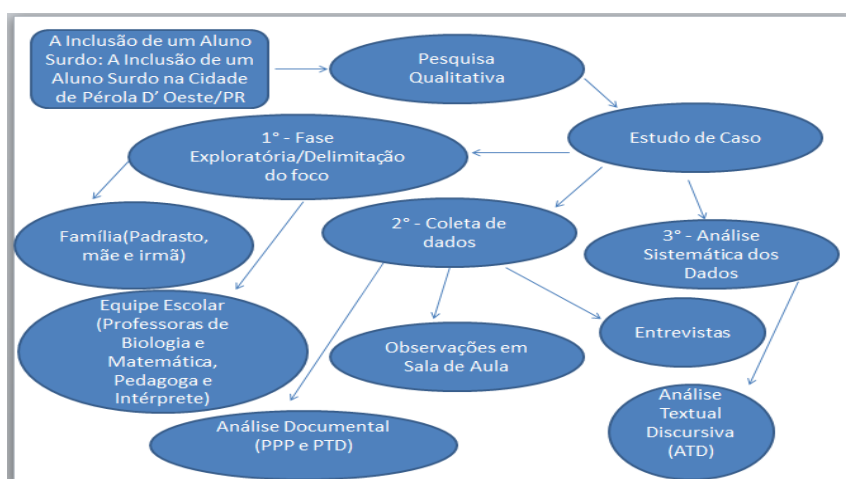 A Inclusão de um Aluno
Surdo: A Inclusão de um
Aluno Surdo na Cidade
de Pérola D’ Oeste/PR
Pesquisa
Qualitativa
1° - Fase
Exploratória/Delimitação
do foco
Estudo de Caso
Família(Padrasto,
mãe e irmã)
2° - Coleta de
dados
3° - Análise
Sistemática dos
Dados
Equipe Escolar
(Professoras de
Biologia e
Matemática,
Pedagoga e
Intérprete)
Observações em
Sala de Aula
Entrevistas
Análise Documental
(PPP e PTD)
Análise
Textual
Discursiva
(ATD)